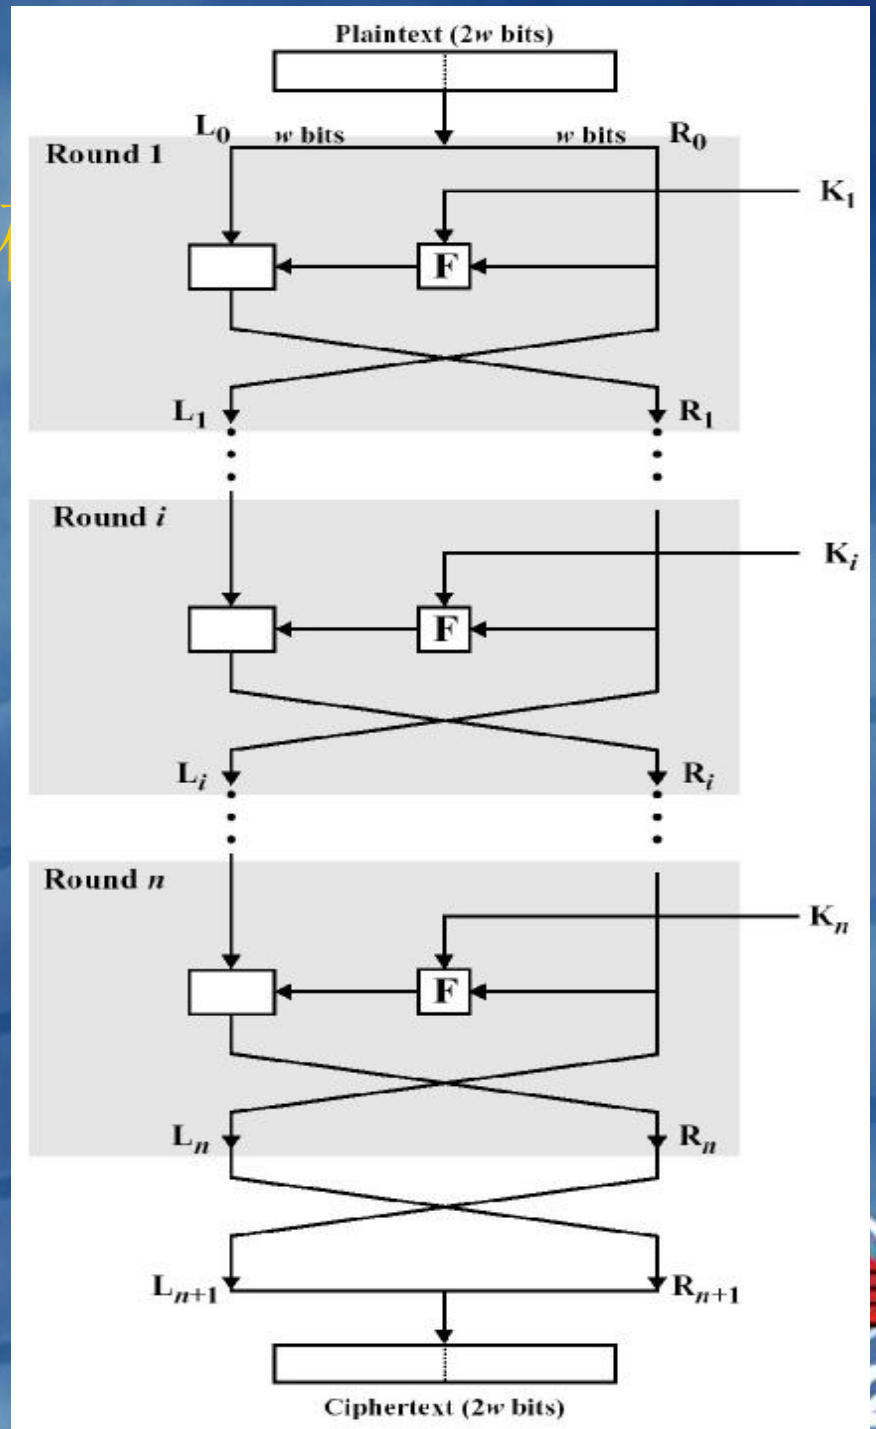 Plaintext (2w bits)
L₀ w bits w bits R₀
Round 1
K₁
F
L₁ R₁
Round i
Kᵢ
F
Lᵢ Rᵢ
Round n
Kₙ
F
Lₙ Rₙ
Lₙ₊₁ Rₙ₊₁
Ciphertext (2w bits)